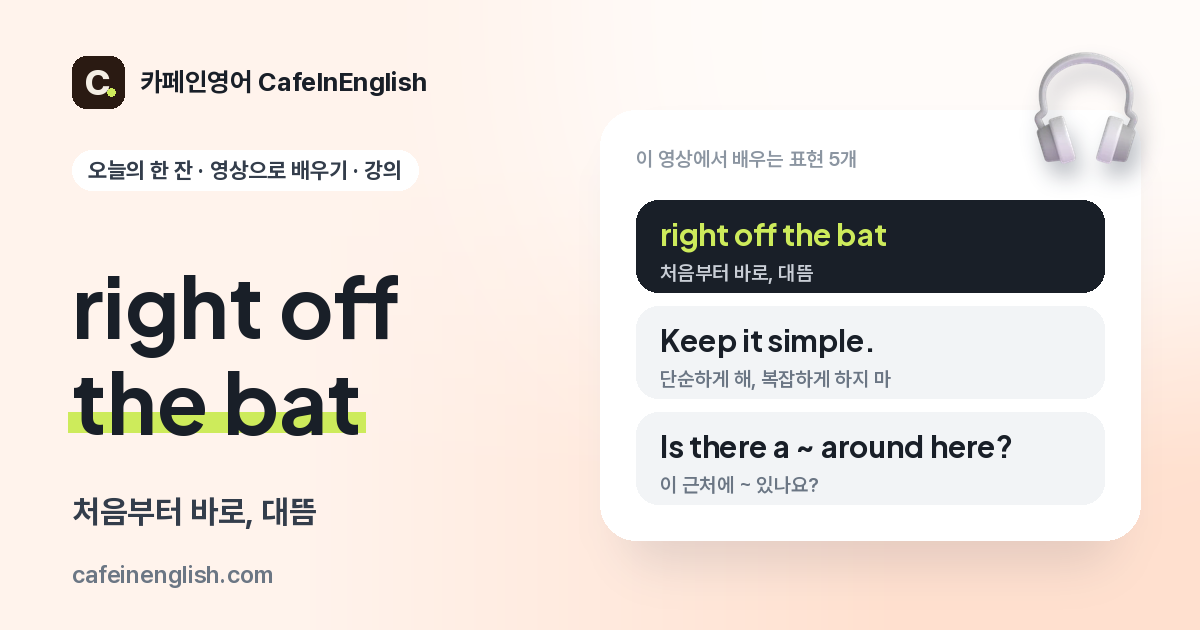 C.
카페인영어 CafeInEnglish
오늘의 한 잔 · 영상으로 배우기 · 강의
right off
the bat
처음부터 바로, 대뜸
cafeinenglish.com
이 영상에서 배우는 표현 5개
right off the bat
처음부터 바로, 대뜸
Keep it simple.
단순하게 해, 복잡하게 하지 마
Is there a ~ around here?
이 근처에 ~ 있나요?